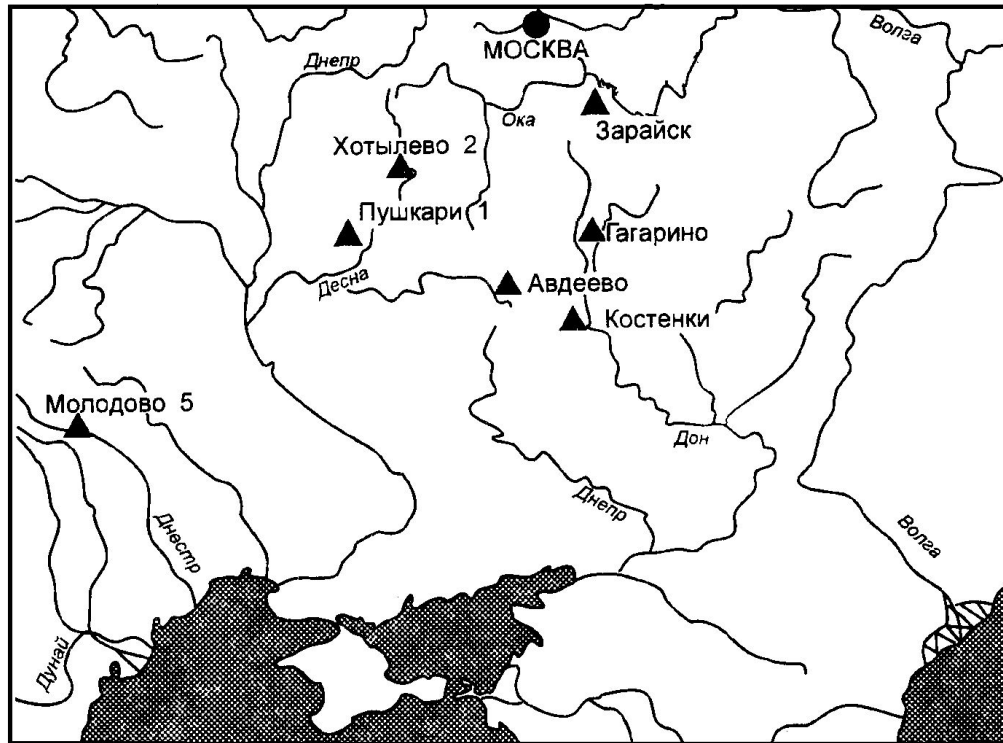 Волга
МОСКВА
Днепр
Ока
Зарайск
Хотылево 2
Пушкари 1
Гагарино
Десна
Авдеево
Костенки
Молодово 5
Дон
Днепр
Днестр
Волга
Дунай